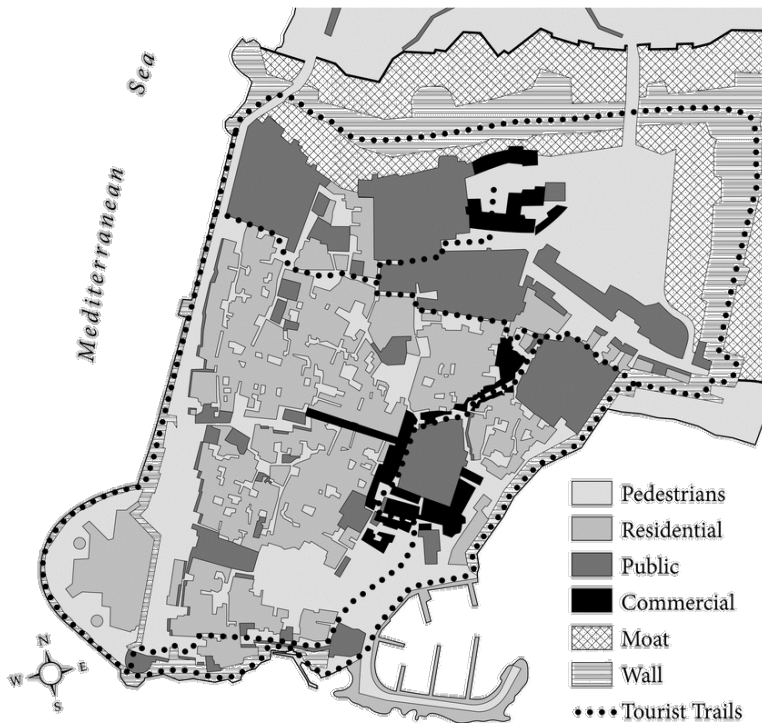 Mediterranean Sea
N
W E
S
Pedestrians
Residential
Public
Commercial
Moat
Wall
Tourist Trails